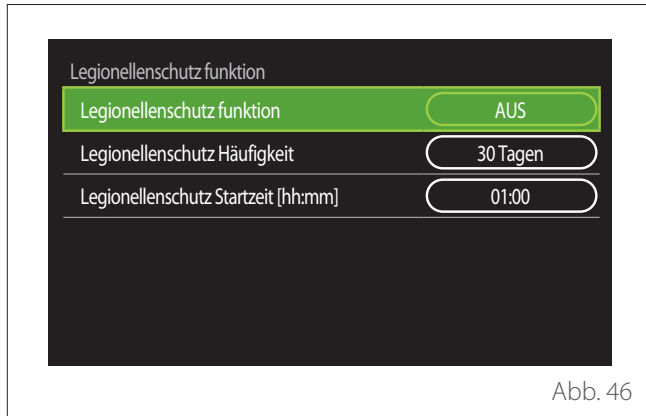 Legionellenschutz funktion
Legionellenschutz funktion AUS
Legionellenschutz Häufigkeit 30 Tagen
Legionellenschutz Startzeit [hh:mm] 01:00
Abb. 46